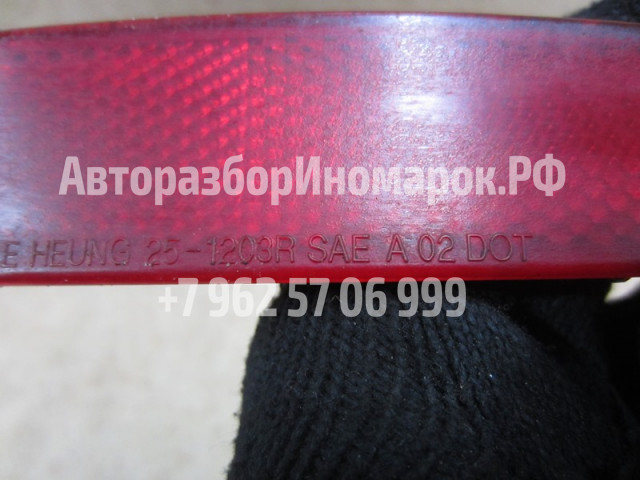 АвторазборИномарок.РФ
E HEUNG 25-1203R SAE A 02 DOT
+7 962 57 06 999